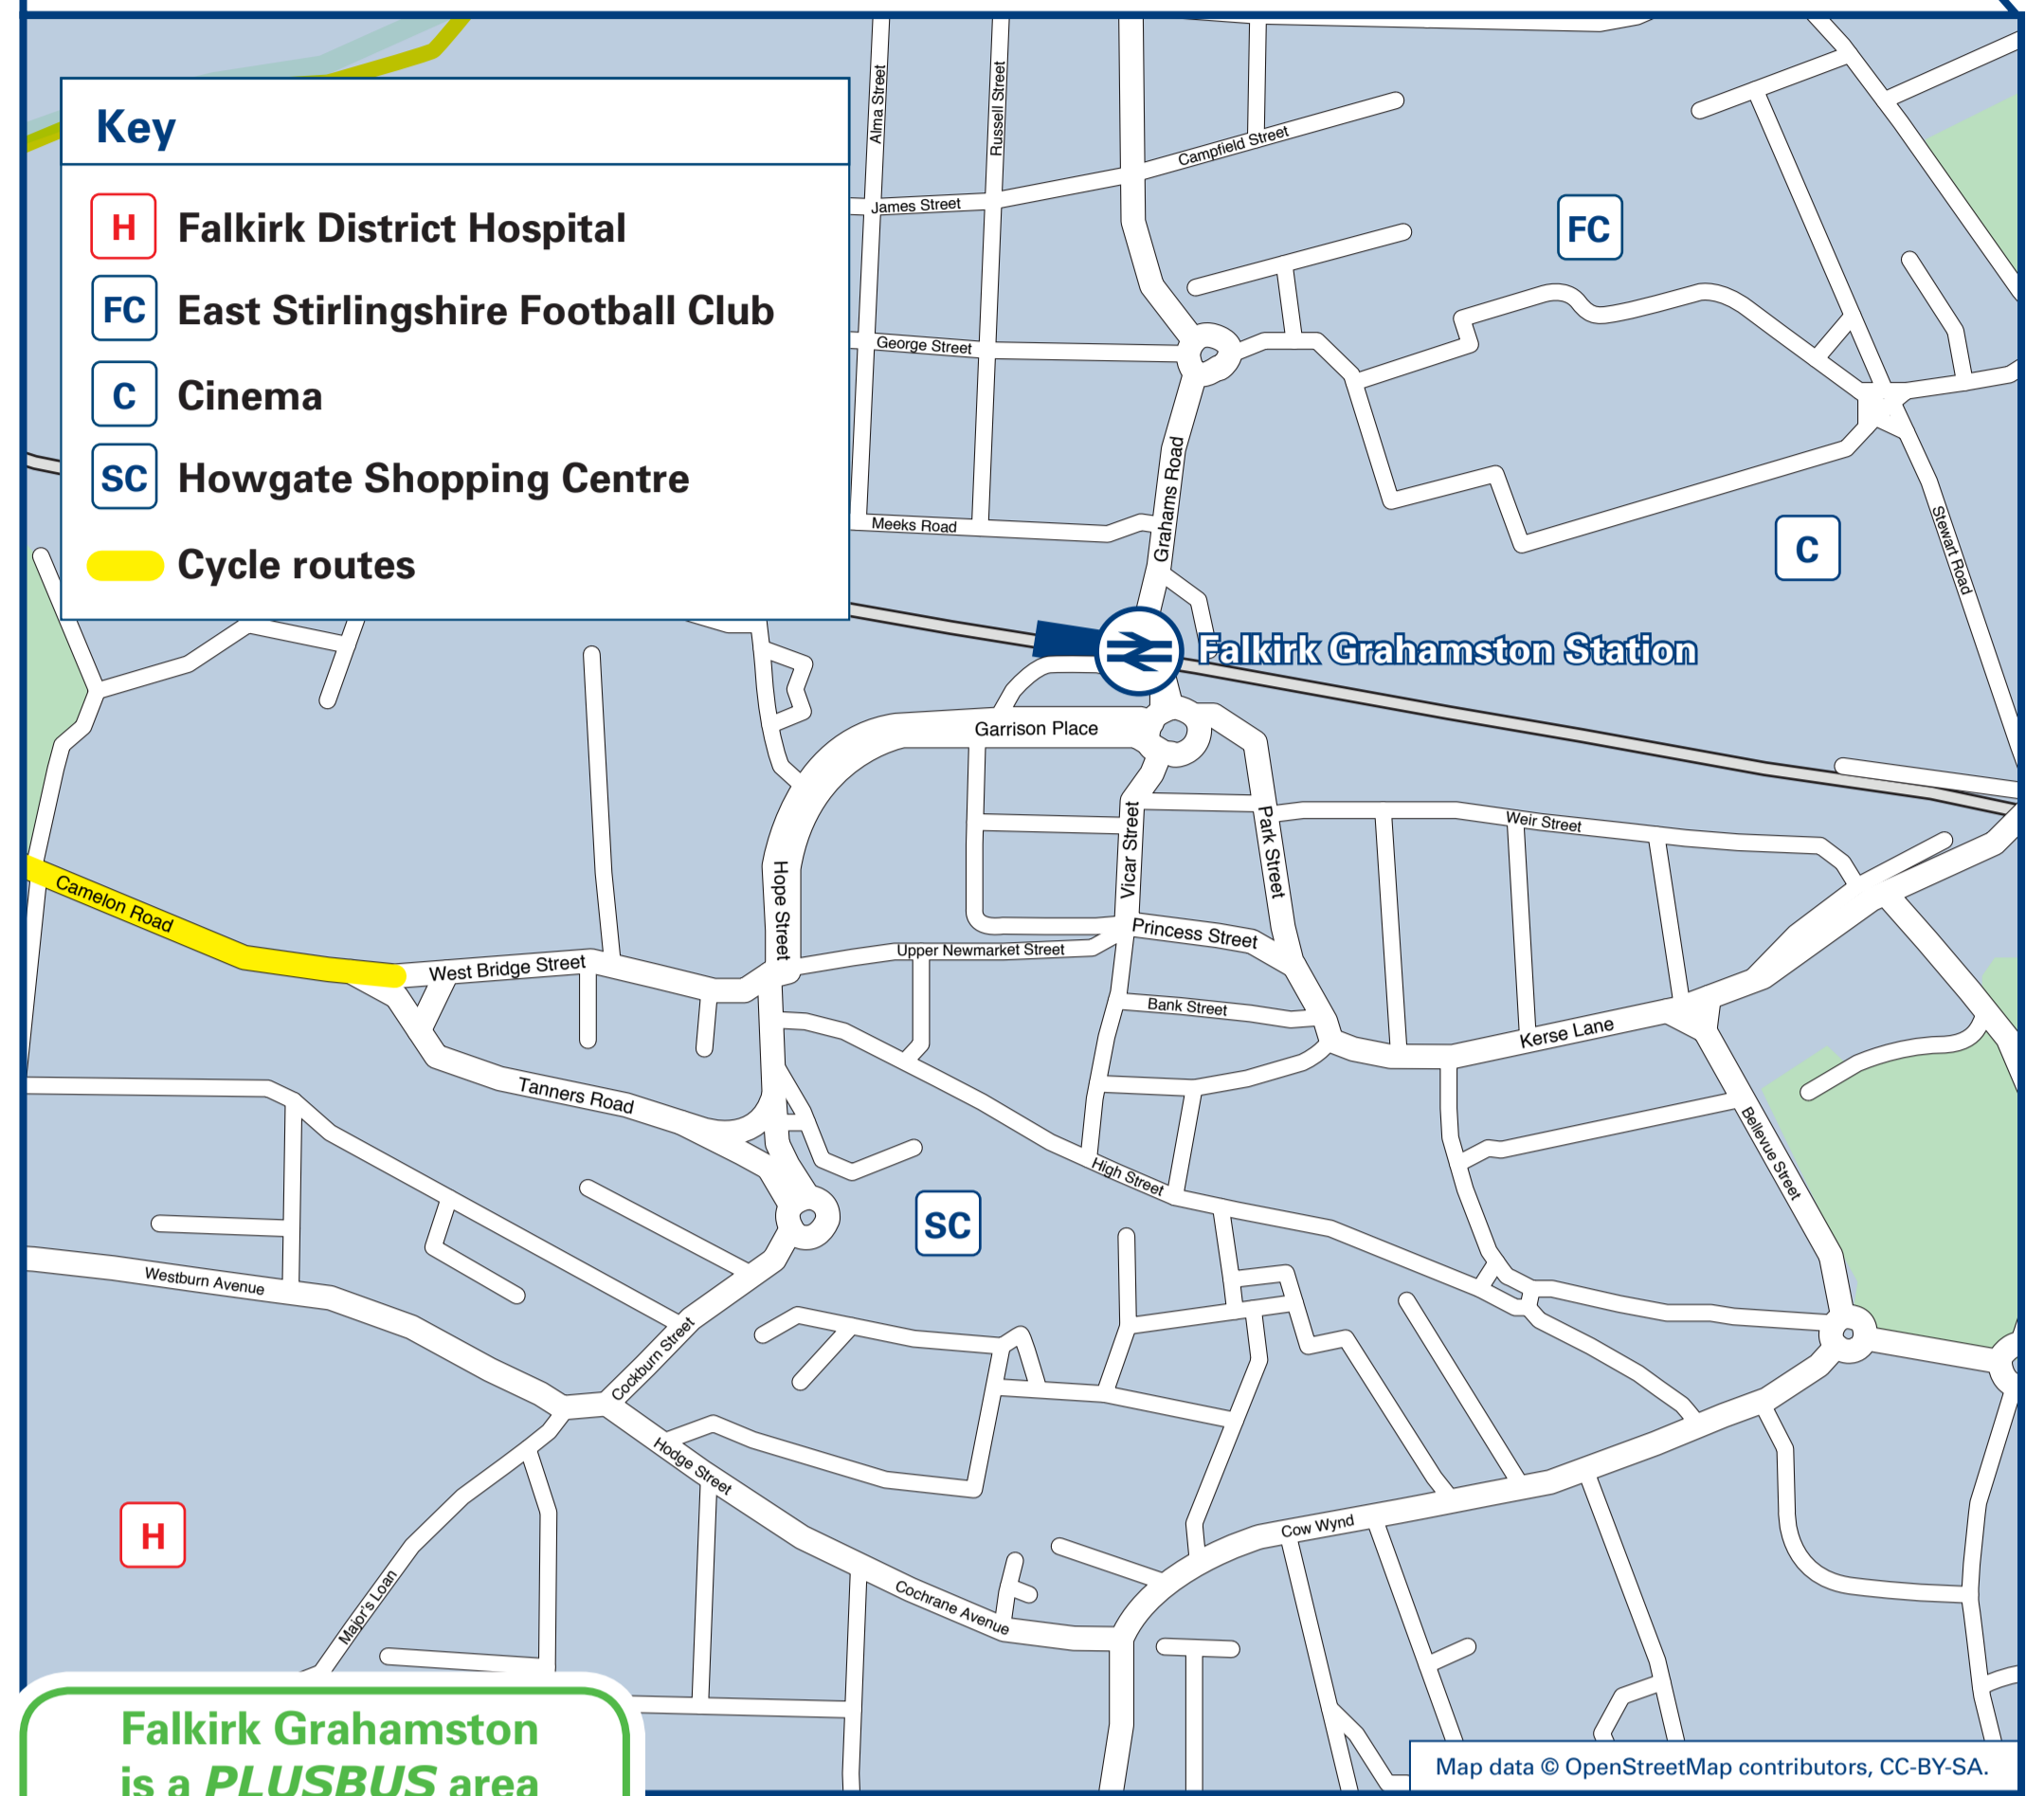 Key
H Falkirk District Hospital
FC East Stirlingshire Football Club
C Cinema
SC Howgate Shopping Centre
Cycle routes
Alma Street
Russell Street
Campfield Street
James Street
FC
George Street
Grahams Road
Meeks Road
Stewart Road
C
Falkirk Grahamston Station
Garrison Place
Weir Street
Vicar Street
Park Street
Hope Street
Camelon Road
Princess Street
Upper Newmarket Street
West Bridge Street
Bank Street
Kerse Lane
Tanners Road
Bellevue Street
High Street
SC
Westburn Avenue
Cockburn Street
Hodge Street
H
Cow Wynd
Major's Loan
Cochrane Avenue
Falkirk Grahamston
is a PLUSBUS area
Map data © OpenStreetMap contributors, CC-BY-SA.